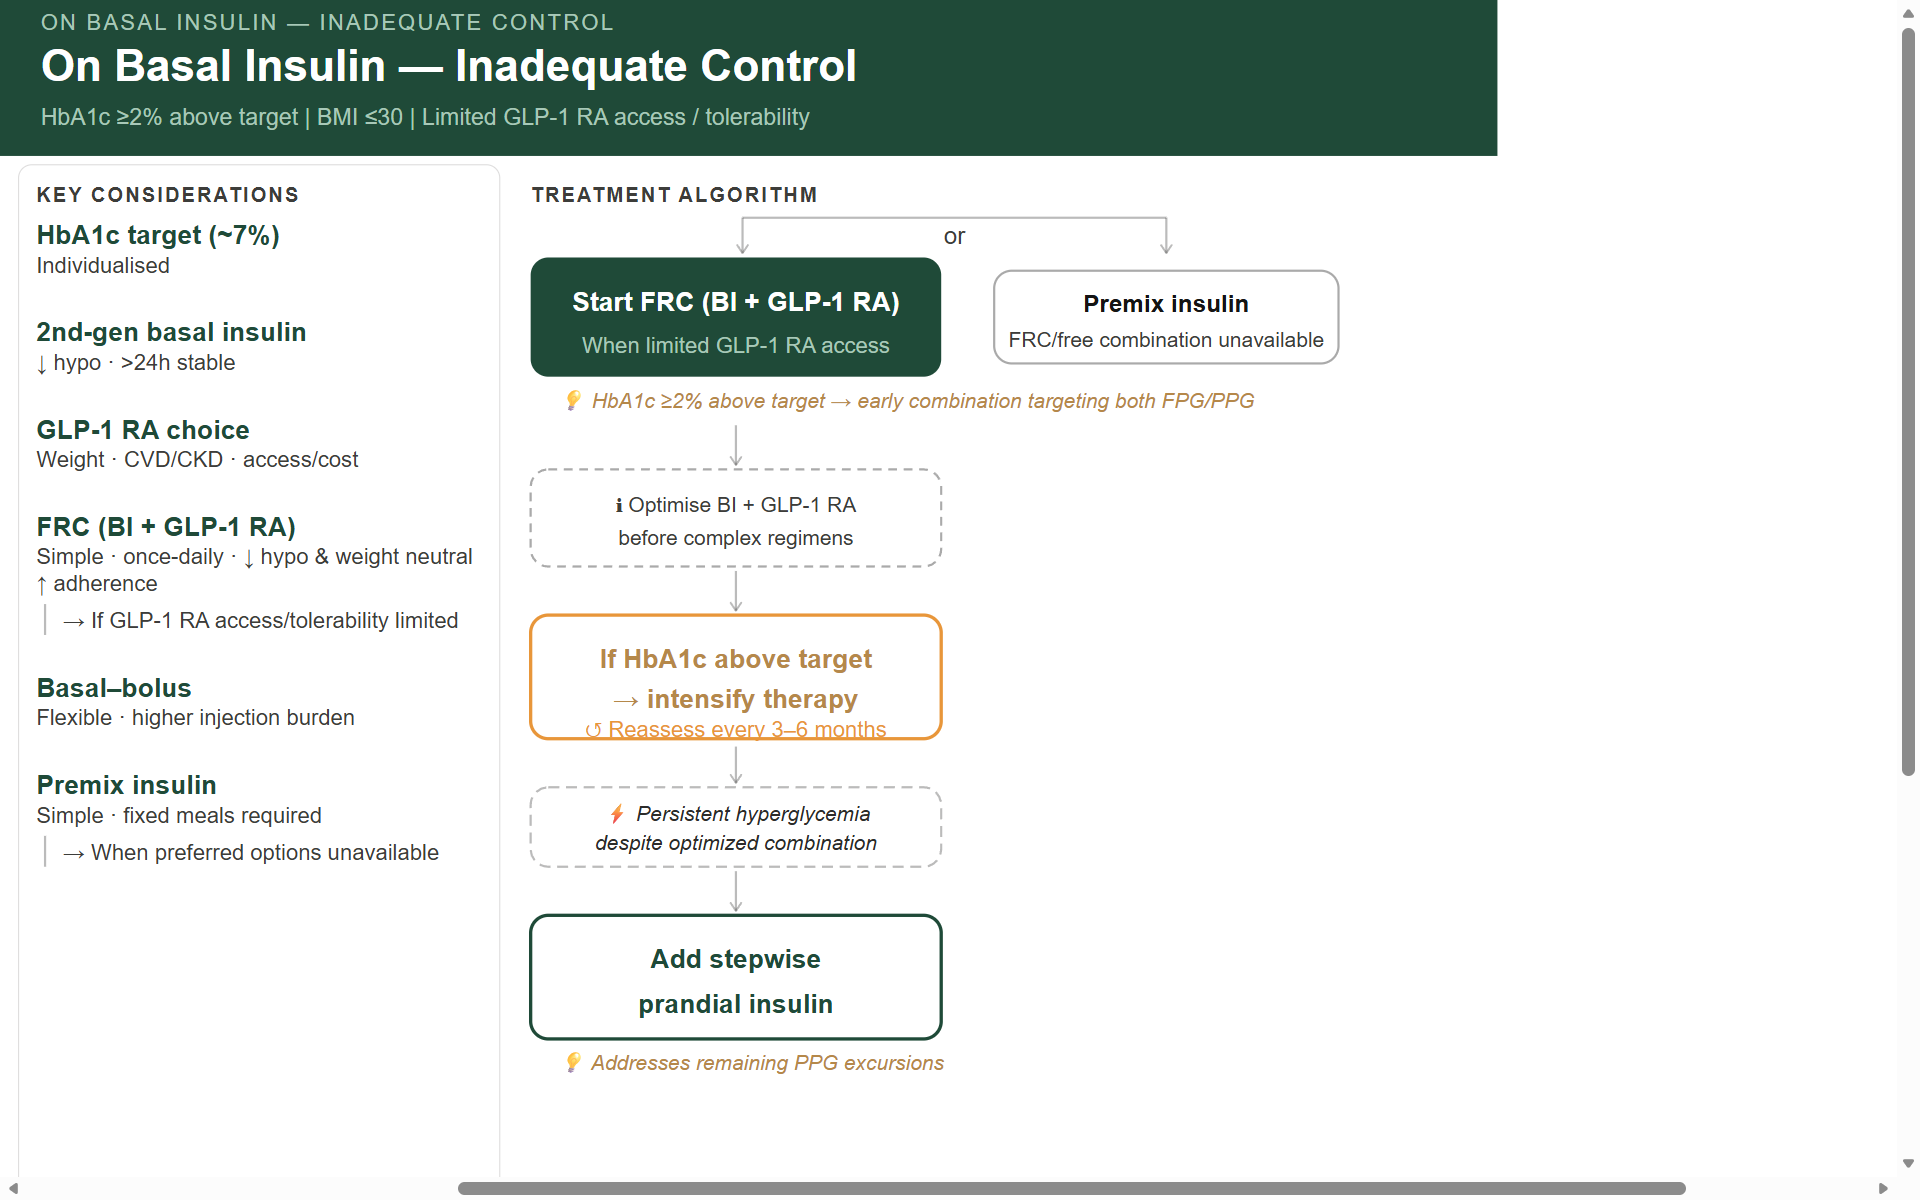 ON BASAL INSULIN — INADEQUATE CONTROL
On Basal Insulin — Inadequate Control
HbA1c ≥2% above target | BMI ≤30 | Limited GLP-1 RA access / tolerability
KEY CONSIDERATIONS
HbA1c target (~7%)
Individualised
2nd-gen basal insulin
↓ hypo · >24h stable
GLP-1 RA choice
Weight · CVD/CKD · access/cost
FRC (BI + GLP-1 RA)
Simple · once-daily · ↓ hypo & weight neutral
↑ adherence
→ If GLP-1 RA access/tolerability limited
Basal–bolus
Flexible · higher injection burden
Premix insulin
Simple · fixed meals required
→ When preferred options unavailable
TREATMENT ALGORITHM
or
Start FRC (BI + GLP-1 RA)
When limited GLP-1 RA access
Premix insulin
FRC/free combination unavailable
💡 HbA1c ≥2% above target → early combination targeting both FPG/PPG
ℹ Optimise BI + GLP-1 RA
before complex regimens
If HbA1c above target
→ intensify therapy
↺ Reassess every 3–6 months
⚡ Persistent hyperglycemia
despite optimized combination
Add stepwise
prandial insulin
💡 Addresses remaining PPG excursions